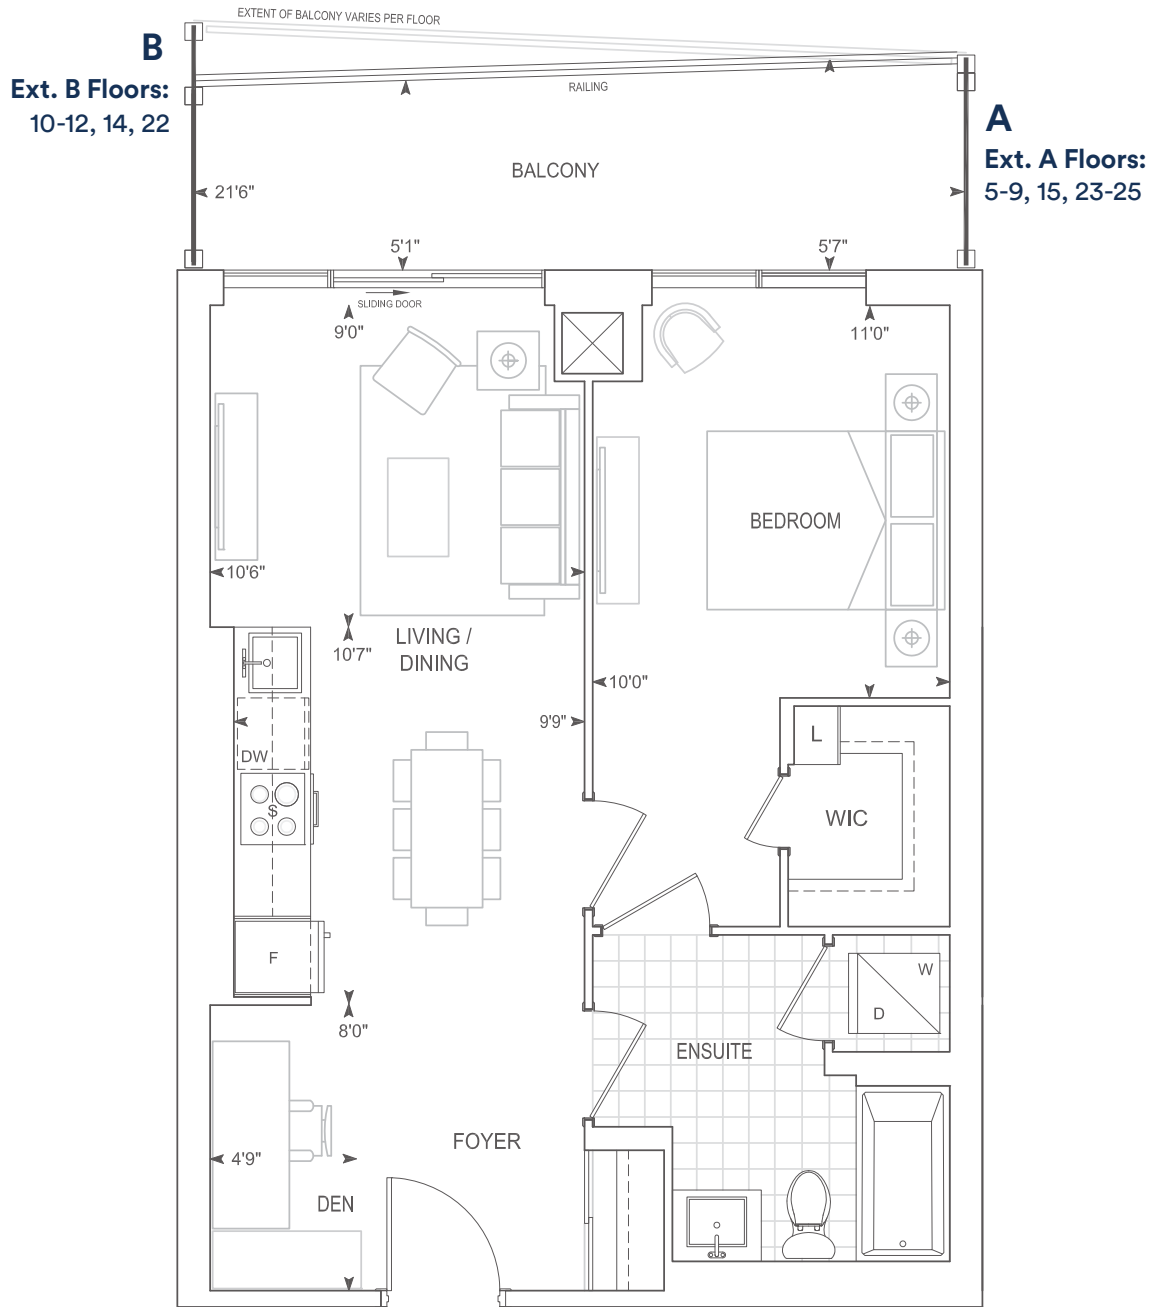 EXTENT OF BALCONY VARIES PER FLOOR
B
Ext. B Floors:
10-12, 14, 22
RAILING
A
Ext. A Floors:
5-9, 15, 23-25
BALCONY
21'6"
5'1"
5'7"
SLIDING DOOR
9'0"
11'0"
BEDROOM
10'6"
LIVING /
DINING
10'7"
10'0"
9'9"
DW
L
S
WIC
F
W
D
8'0"
ENSUITE
FOYER
4'9"
DEN